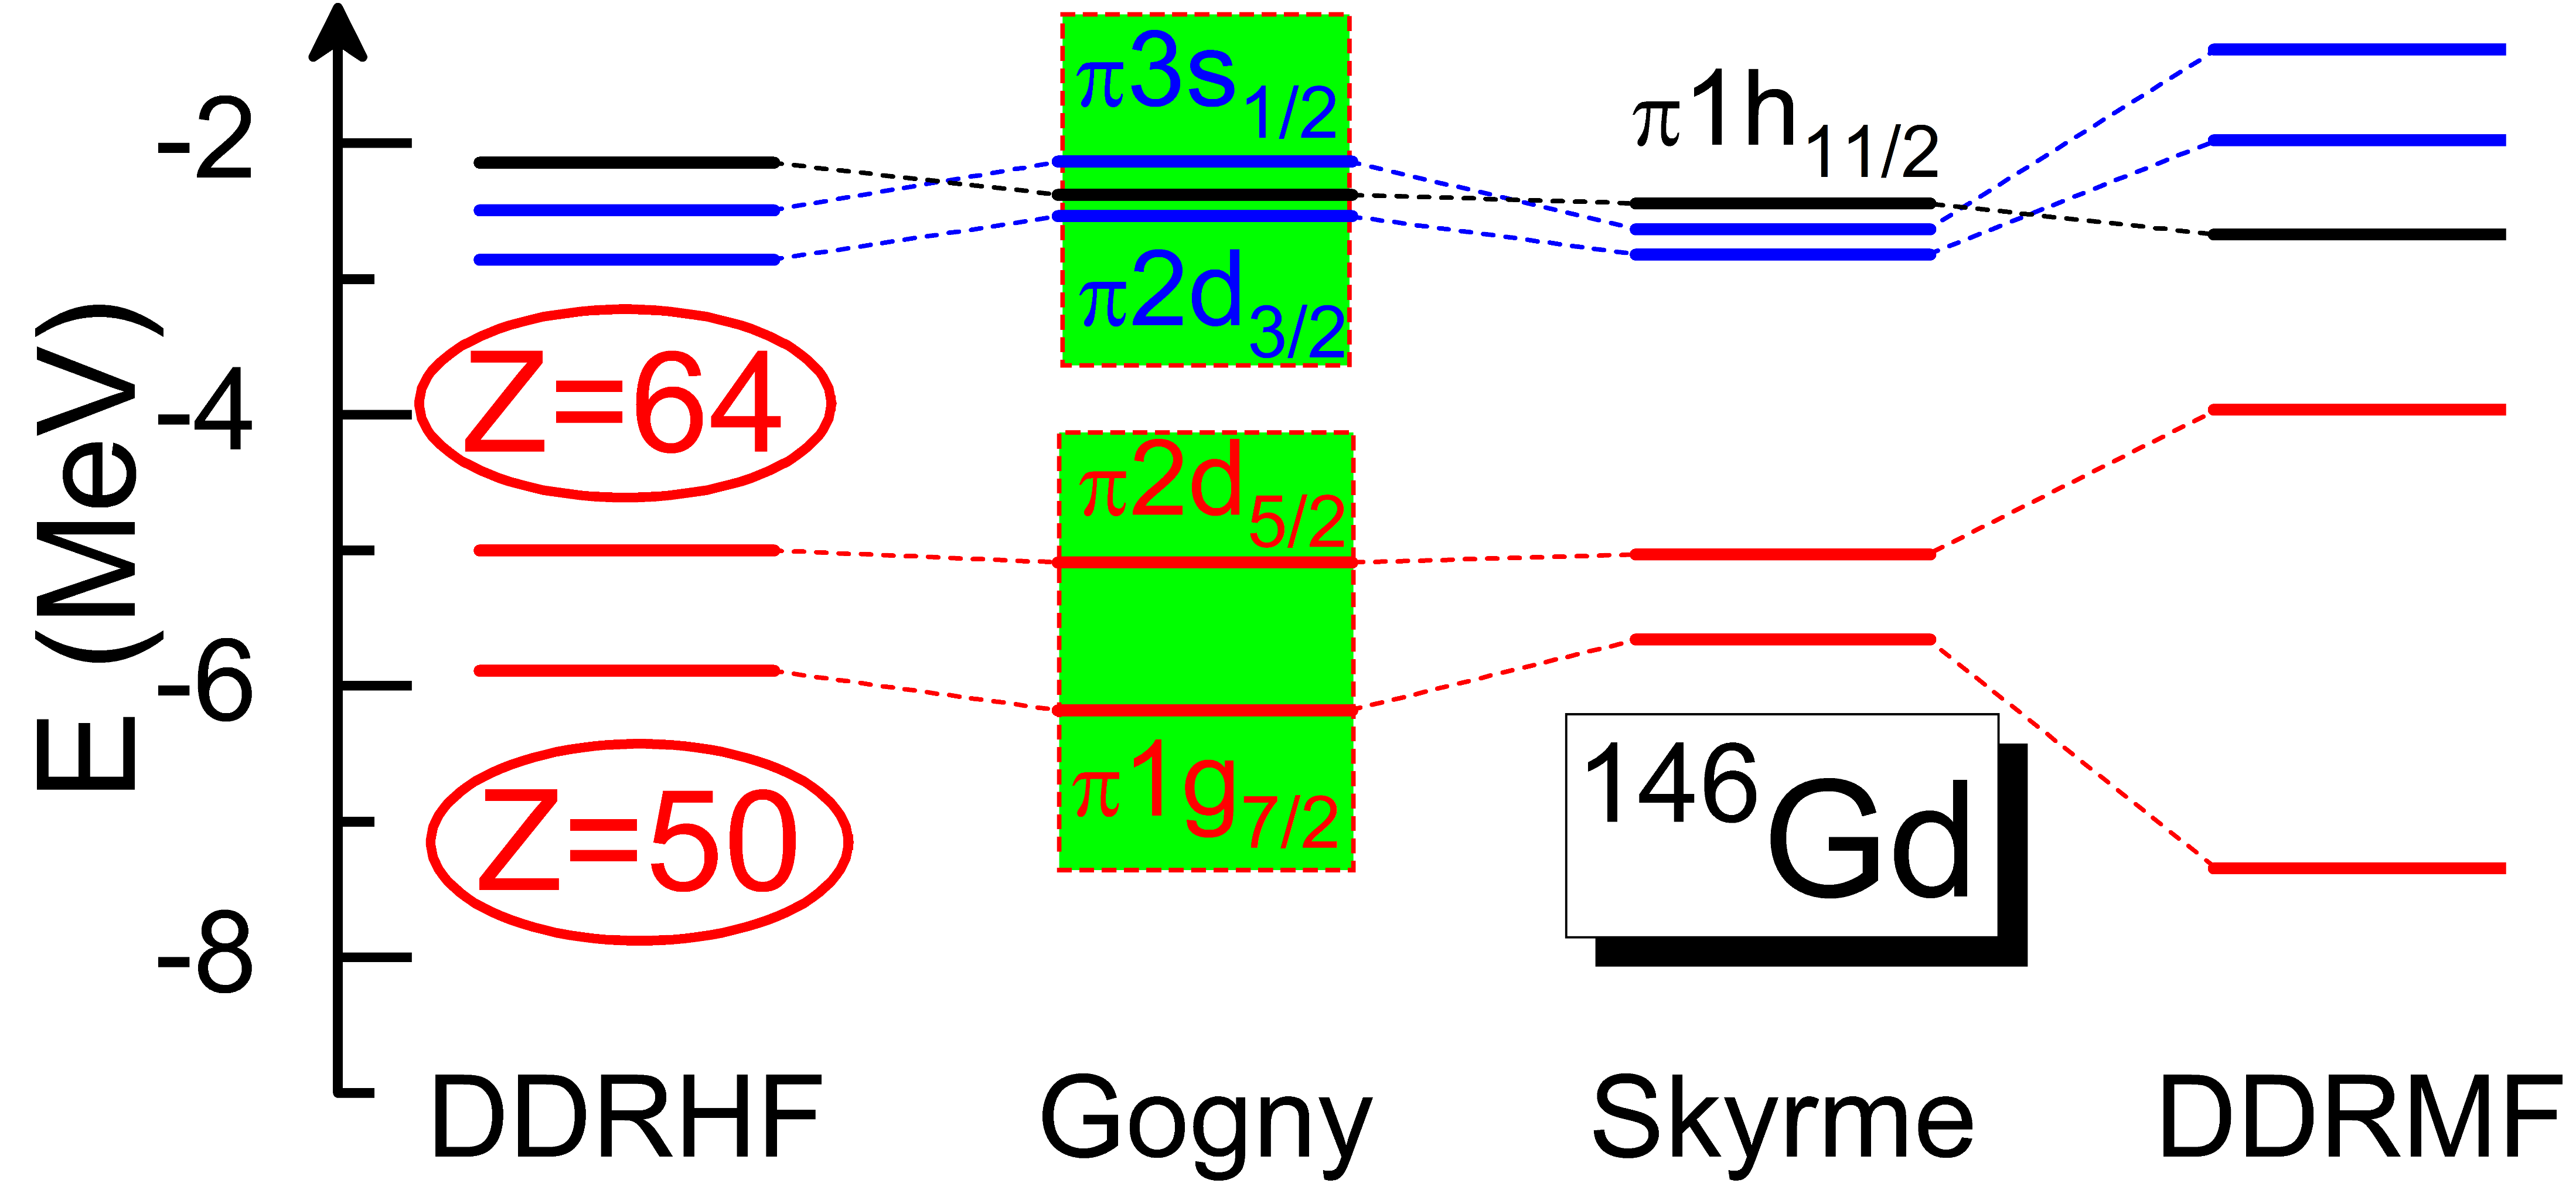 E (MeV)
-2
-4
-6
-8
π3s1/2
π1h11/2
π2d3/2
Z=64
π2d5/2
π1g7/2
Z=50
146Gd
DDRHF Gogny Skyrme DDRMF